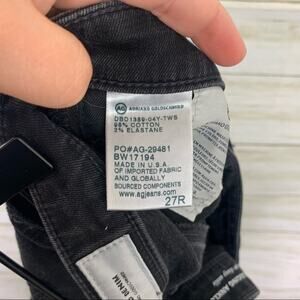 AG
ADRIANO GOLDSCHMIED
DBD1389-04Y-TWS
98% COTTON
2% ELASTANE
PO#AG-29481
BW17194
MADE IN U.S.A.
OF IMPORTED FABRIC
AND GLOBALLY
SOURCED COMPONENTS
www.agjeans.com
27R
DENIM